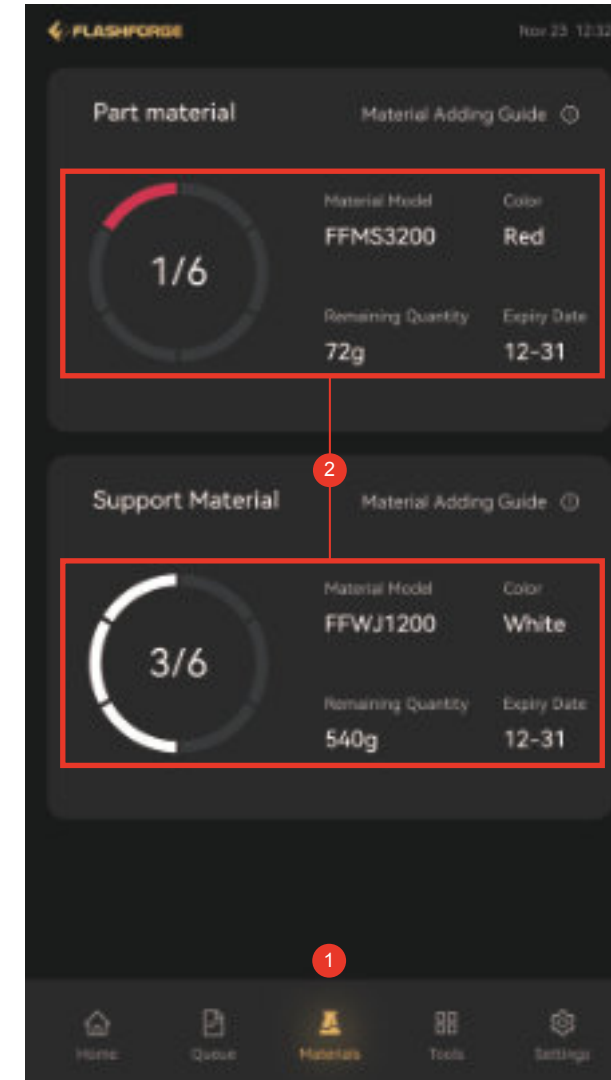 FLASHFORGE
Nov 23 12:32
Part material
Material Adding Guide
Material Model
Color
FFMS3200
Red
1/6
Remaining Quantity
Expiry Date
72g
12-31
2
Support Material
Material Adding Guide
Material Model
Color
FFWJ1200
White
3/6
Remaining Quantity
Expiry Date
540g
12-31
1
Home
Queue
Materials
Tools
Settings